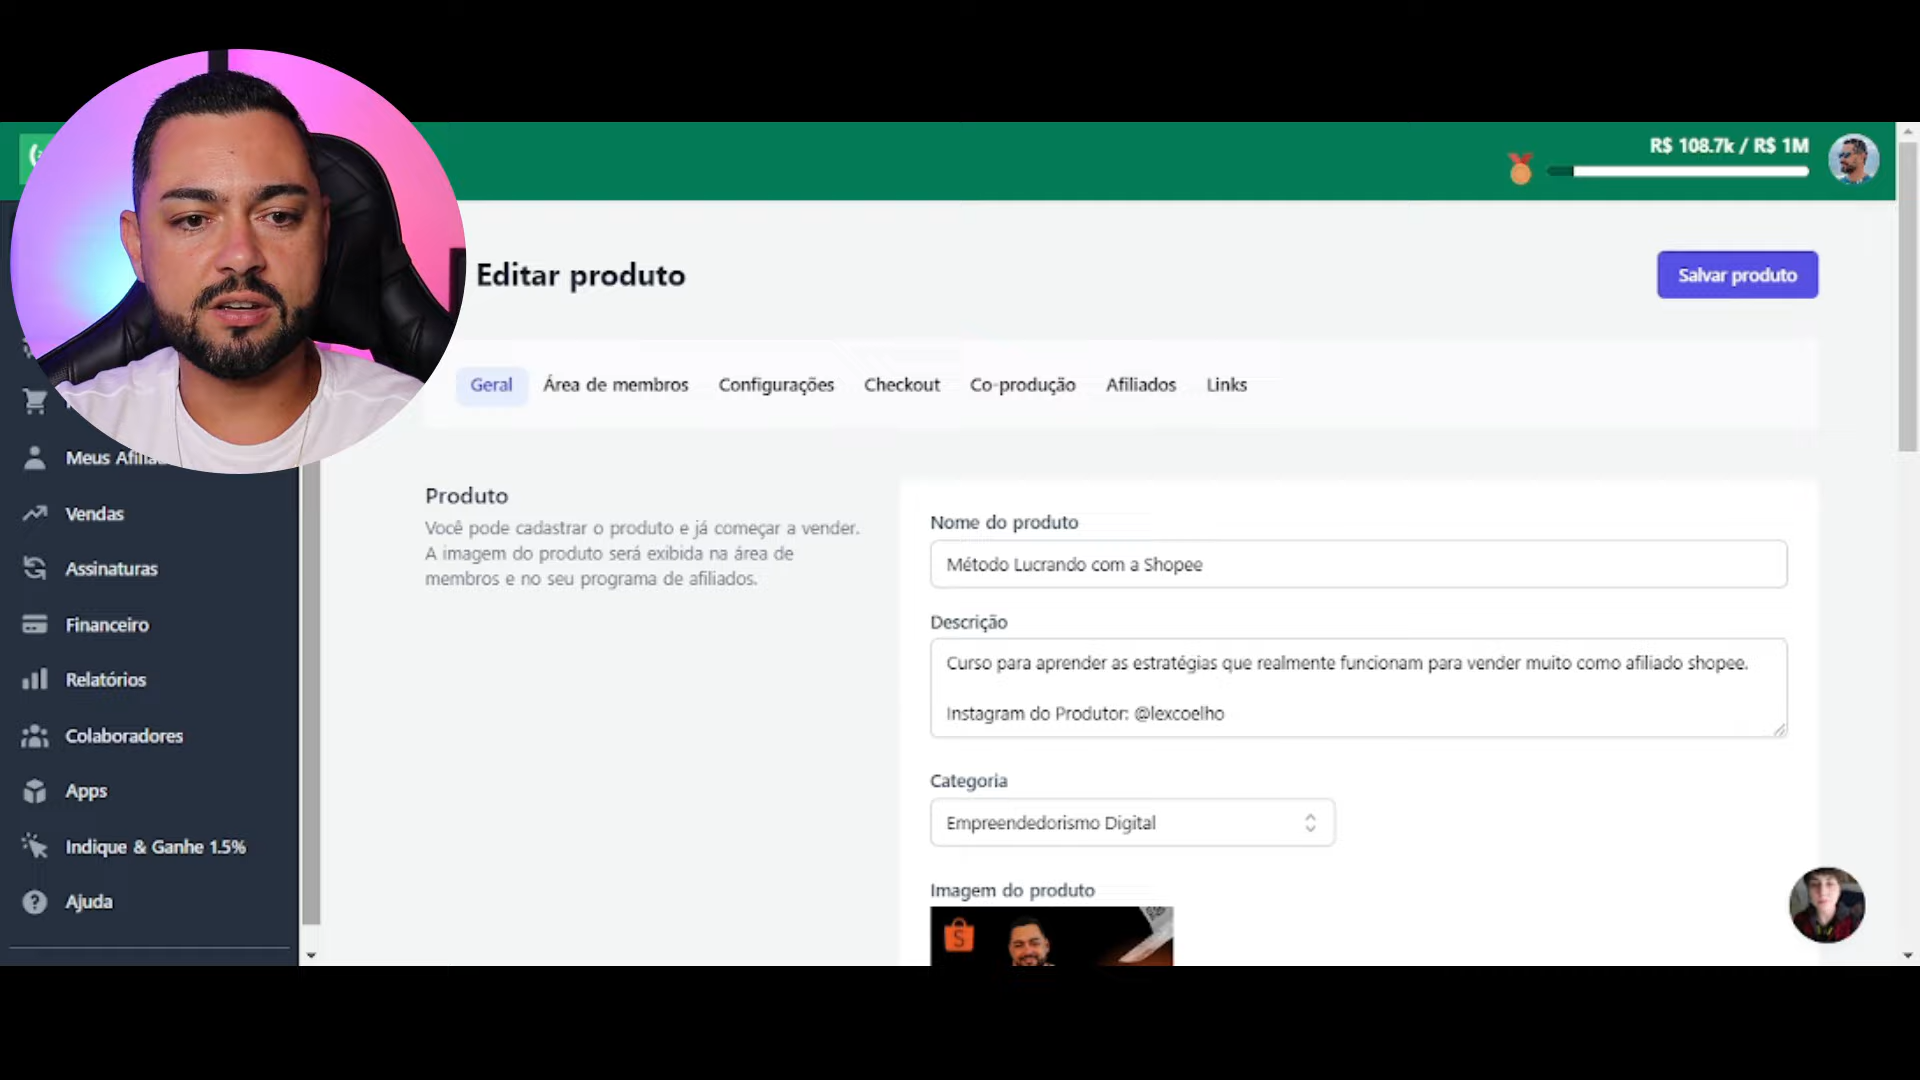 R$ 108.7k / R$ 1M
Editar produto
Salvar produto
Geral
Área de membros
Configurações
Checkout
Co-produção
Afiliados
Links
Meus
Vendas
Assinaturas
Financeiro
Relatórios
Colaboradores
Apps
Indique & Ganhe 1.5%
Ajuda
Produto
Você pode cadastrar o produto e já começar a vender.
A imagem do produto será exibida na área de
membros e no seu programa de afiliados.
Nome do produto
Método Lucrando com a Shopee
Descrição
Curso para aprender as estratégias que realmente funcionam para vender muito como afiliado shopee.
Instagram do Produtor: @lexcoelho
Categoria
Empreendedorismo Digital
Imagem do produto
S